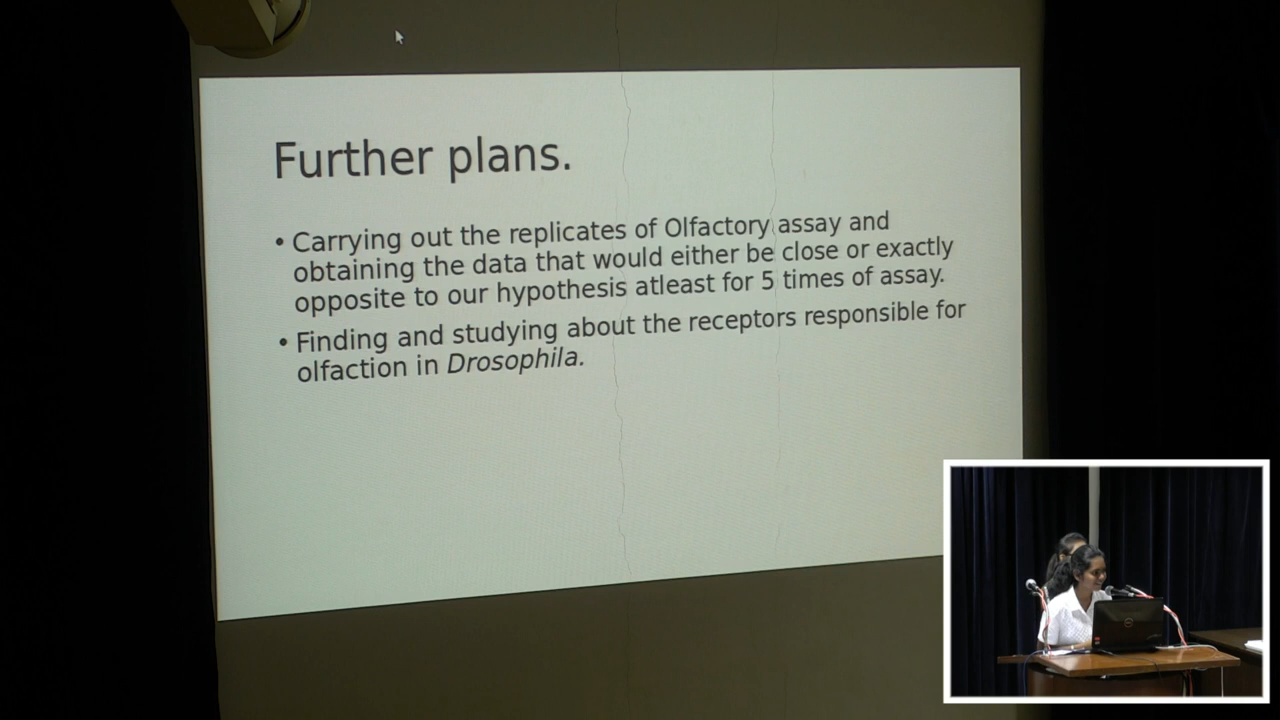 Further plans.
• Carrying out the replicates of Olfactory assay and
obtaining the data that would either be close or exactly
opposite to our hypothesis atleast for 5 times of assay.
• Finding and studying about the receptors responsible for
olfaction in Drosophila.